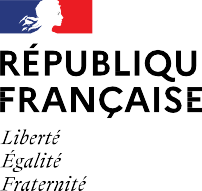 RÉPUBLIQU
FRANÇAISE
Liberté
Égalité
Fraternité